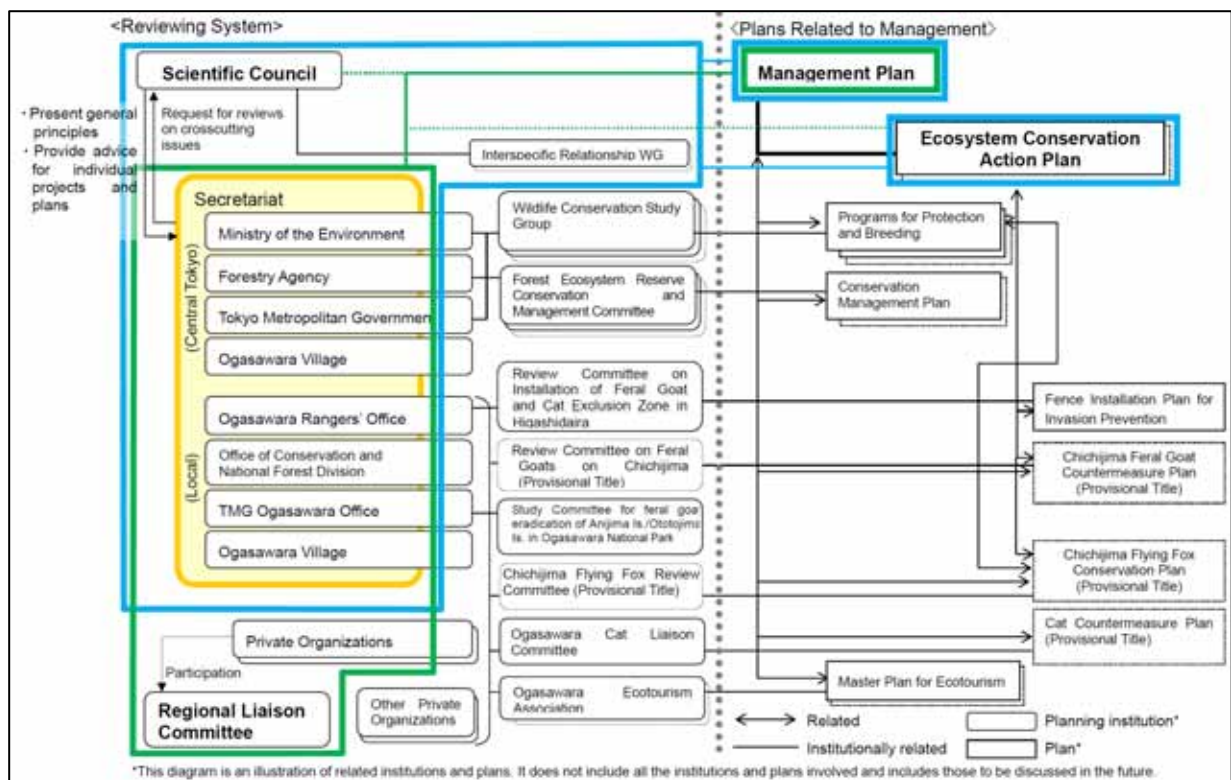 <Reviewing System>
<Plans Related to Management>
Scientific Council
Management Plan
・Present general
principles
・Provide advice
for individual
projects and
plans
Request for reviews
on crosscutting
issues
Interspecific Relationship WG
Ecosystem Conservation
Action Plan
Secretariat
(Central Tokyo)
Ministry of the Environment
Forestry Agency
Tokyo Metropolitan Governmen
Ogasawara Village
Wildlife Conservation Study
Group
Forest Ecosystem Reserve
Conservation and
Management Committee
Programs for Protection
and Breeding
Conservation
Management Plan
(Local)
Ogasawara Rangers' Office
Office of Conservation and
National Forest Division
TMG Ogasawara Office
Ogasawara Village
Review Committee on
Installation of Feral Goat
and Cat Exclusion Zone in
Higashidaira
Review Committee on Feral
Goats on Chichijima
(Provisional Title)
Study Committee for feral goa
eradication of Anijima Is./Ototojima
Is. in Ogasawara National Park
Chichijima Flying Fox Review
Committee (Provisional Title)
Fence Installation Plan for
Invasion Prevention
Chichijima Feral Goat
Countermeasure Plan
(Provisional Title)
Chichijima Flying Fox
Conservation Plan
(Provisional Title)
Cat Countermeasure Plan
(Provisional Title)
Private Organizations
Participation
Regional Liaison
Committee
Other Private
Organizations
Ogasawara Cat Liaison
Committee
Ogasawara Ecotourism
Association
Master Plan for Ecotourism
Related
Institutionally related
Planning institution*
Plan*
*This diagram is an illustration of related institutions and plans. It does not include all the institutions and plans involved and includes those to be discussed in the future.